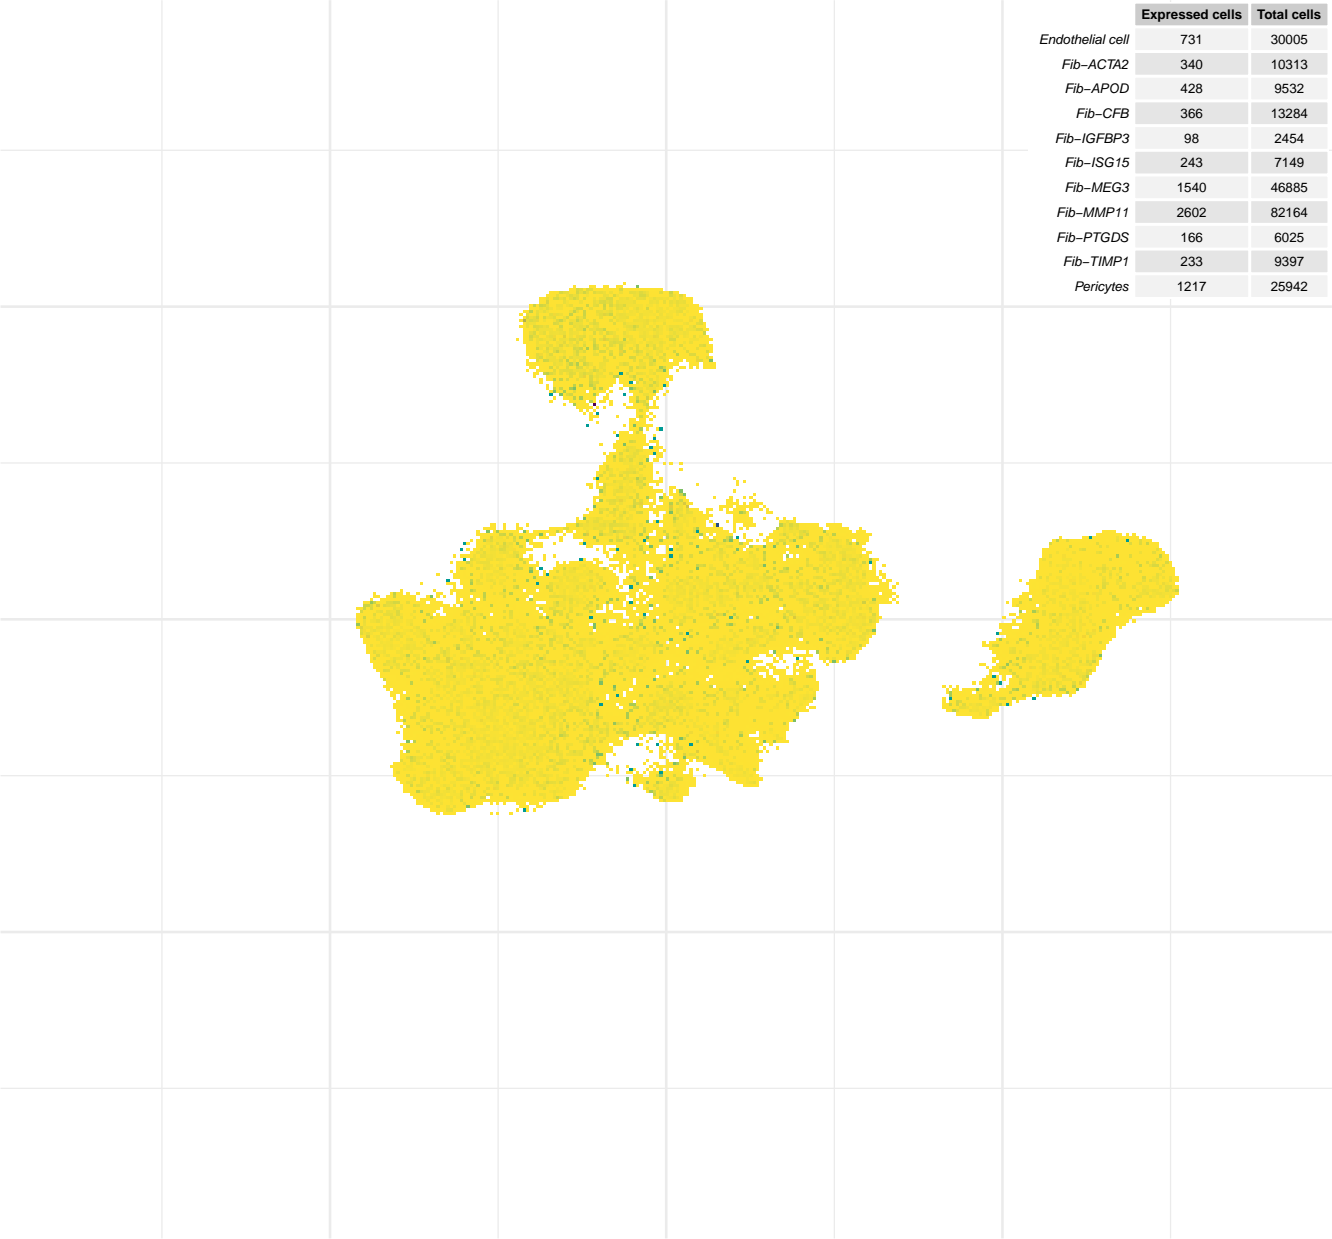 Expressed cells Total cells
Endothelial cell 731 30005
Fib−ACTA2 340 10313
Fib−APOD 428 9532
Fib−CFB 366 13284
Fib−IGFBP3 98 2454
Fib−ISG15 243 7149
Fib−MEG3 1540 46885
Fib−MMP11 2602 82164
Fib−PTGDS 166 6025
Fib−TIMP1 233 9397
Pericytes 1217 25942